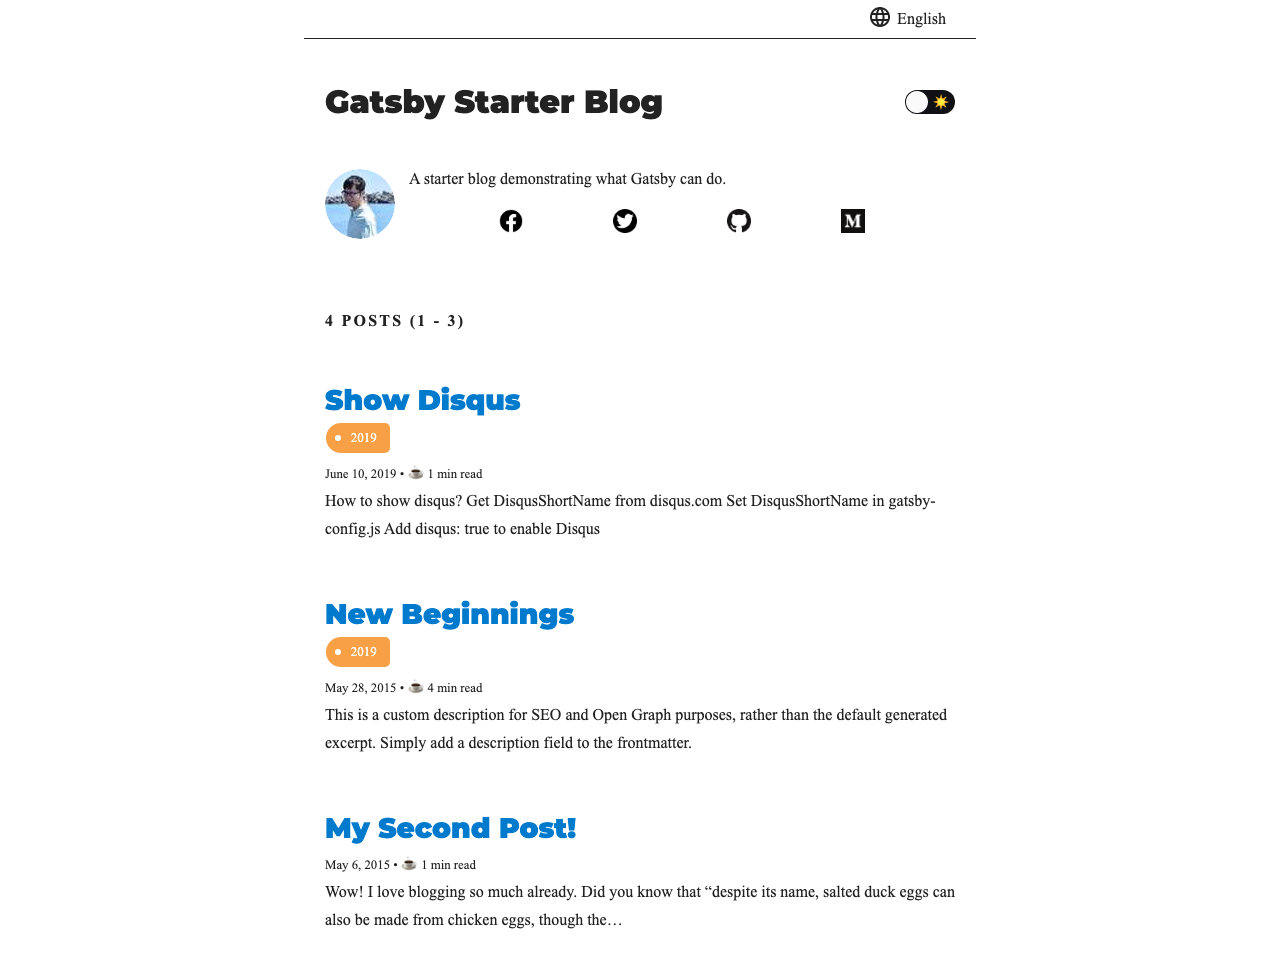 English
Gatsby Starter Blog
A starter blog demonstrating what Gatsby can do.
M
4 POSTS (1 - 3)
Show Disqus
2019
June 10, 2019 • ☕️ 1 min read
How to show disqus? Get DisqusShortName from disqus.com Set DisqusShortName in gatsby-
config.js Add disqus: true to enable Disqus
New Beginnings
2019
May 28, 2015 • ☕️ 4 min read
This is a custom description for SEO and Open Graph purposes, rather than the default generated
excerpt. Simply add a description field to the frontmatter.
My Second Post!
May 6, 2015 • ☕️ 1 min read
Wow! I love blogging so much already. Did you know that “despite its name, salted duck eggs can
also be made from chicken eggs, though the…